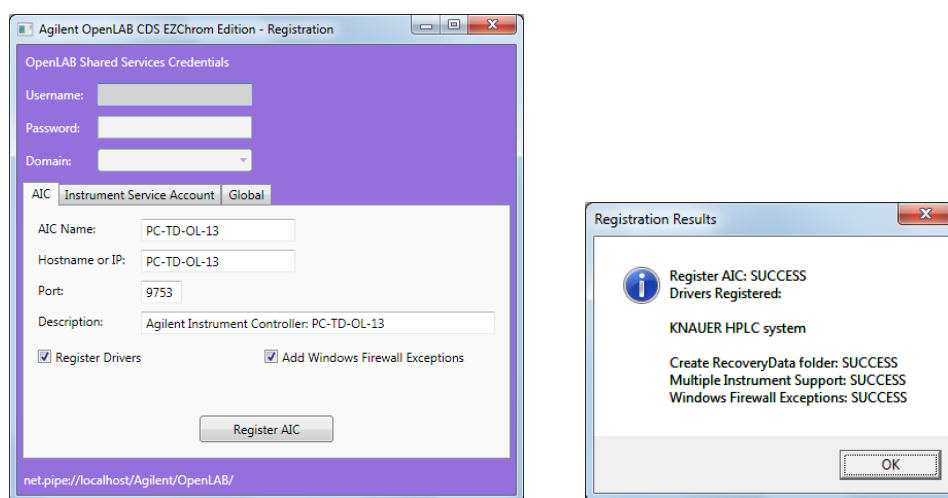 Agilent OpenLAB CDS EZChrom Edition - Registration
OpenLAB Shared Services Credentials
Username:
Password:
Domain:
AIC Instrument Service Account Global
AIC Name: PC-TD-OL-13
Hostname or IP: PC-TD-OL-13
Port: 9753
Description: Agilent Instrument Controller: PC-TD-OL-13
Register Drivers Add Windows Firewall Exceptions
Register AIC
net.pipe://localhost/Agilent/OpenLAB/
Registration Results
Register AIC: SUCCESS
Drivers Registered:
KNAUER HPLC system
Create RecoveryData folder: SUCCESS
Multiple Instrument Support: SUCCESS
Windows Firewall Exceptions: SUCCESS
OK